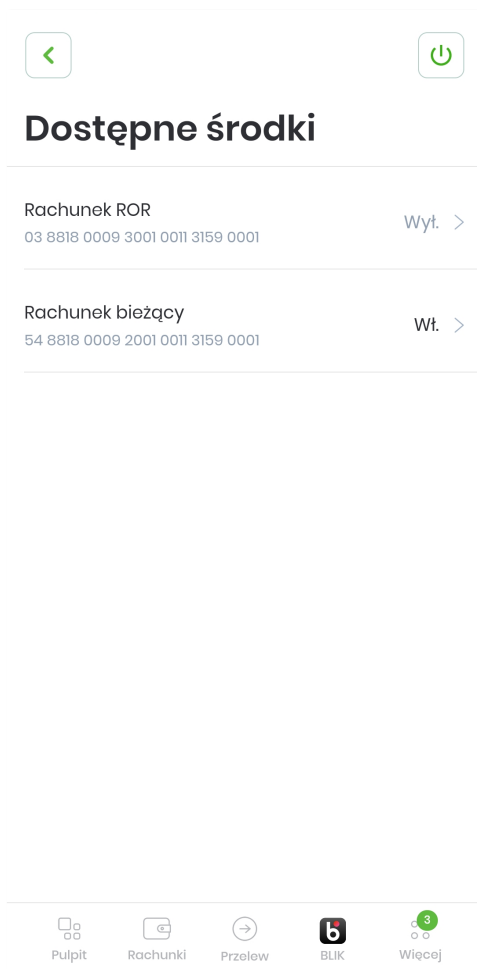 Dostępne środki
Rachunek ROR
03 8818 0009 3001 0011 3159 0001
Wył.
Rachunek bieżący
54 8818 0009 2001 0011 3159 0001
Wł.
3
b
Pulpit
Rachunki
Przelew
BLIK
Więcej